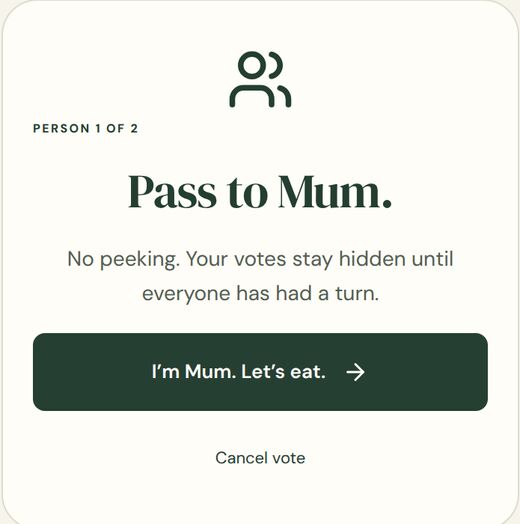 PERSON 1 OF 2
Pass to Mum.
No peeking. Your votes stay hidden until
everyone has had a turn.
I’m Mum. Let’s eat. →
Cancel vote